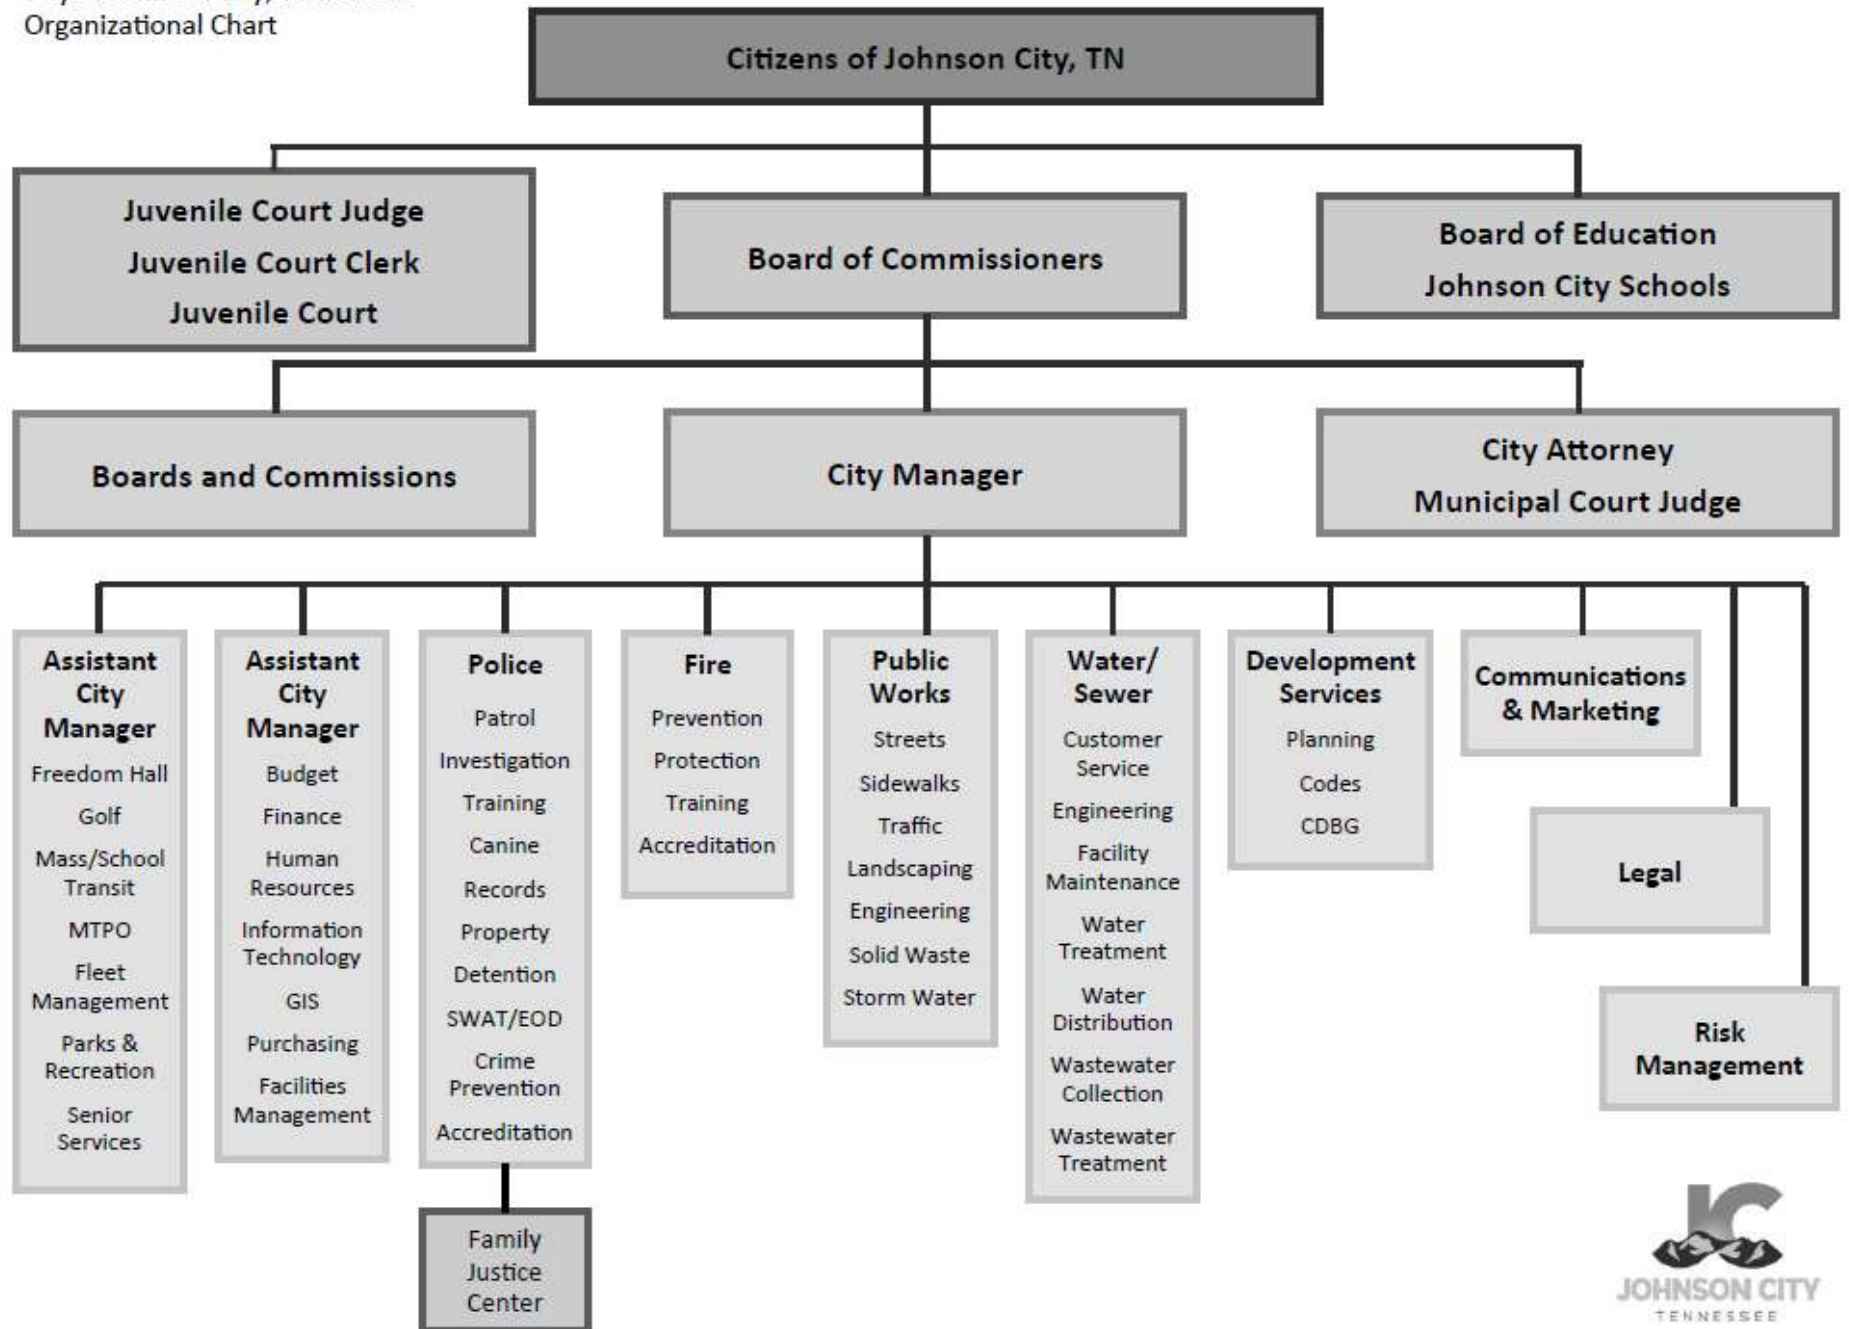 Organizational Chart
Citizens of Johnson City, TN
Juvenile Court Judge
Juvenile Court Clerk
Juvenile Court
Board of Commissioners
Board of Education
Johnson City Schools
Boards and Commissions
City Manager
City Attorney
Municipal Court Judge
Assistant
City
Manager
Freedom Hall
Golf
Mass/School
Transit
MTPO
Fleet
Management
Parks &
Recreation
Senior
Services
Assistant
City
Manager
Budget
Finance
Human
Resources
Information
Technology
GIS
Purchasing
Facilities
Management
Police
Patrol
Investigation
Training
Canine
Records
Property
Detention
SWAT/EOD
Crime
Prevention
Accreditation
Family
Justice
Center
Fire
Prevention
Protection
Training
Accreditation
Public
Works
Streets
Sidewalks
Traffic
Landscaping
Engineering
Solid Waste
Storm Water
Water/
Sewer
Customer
Service
Engineering
Facility
Maintenance
Water
Treatment
Water
Distribution
Wastewater
Collection
Wastewater
Treatment
Development
Services
Planning
Codes
CDBG
Communications
& Marketing
Legal
Risk
Management
JC
JOHNSON CITY
TENNESSEE